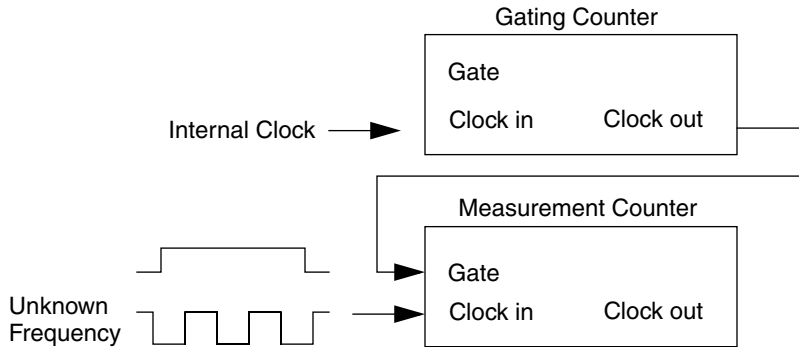 Gating Counter
Gate
Internal Clock
Clock in
Clock out
Measurement Counter
Gate
Unknown
Frequency
Clock in
Clock out